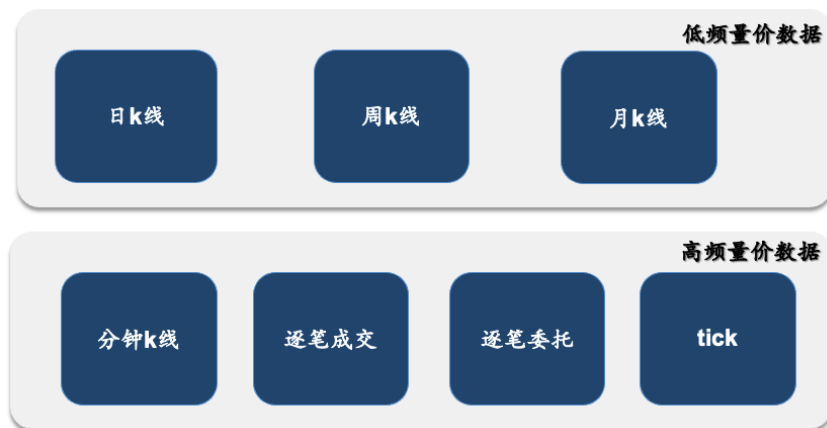 低频量价数据
日k线
周k线
月k线
高频量价数据
分钟k线
逐笔成交
逐笔委托
tick